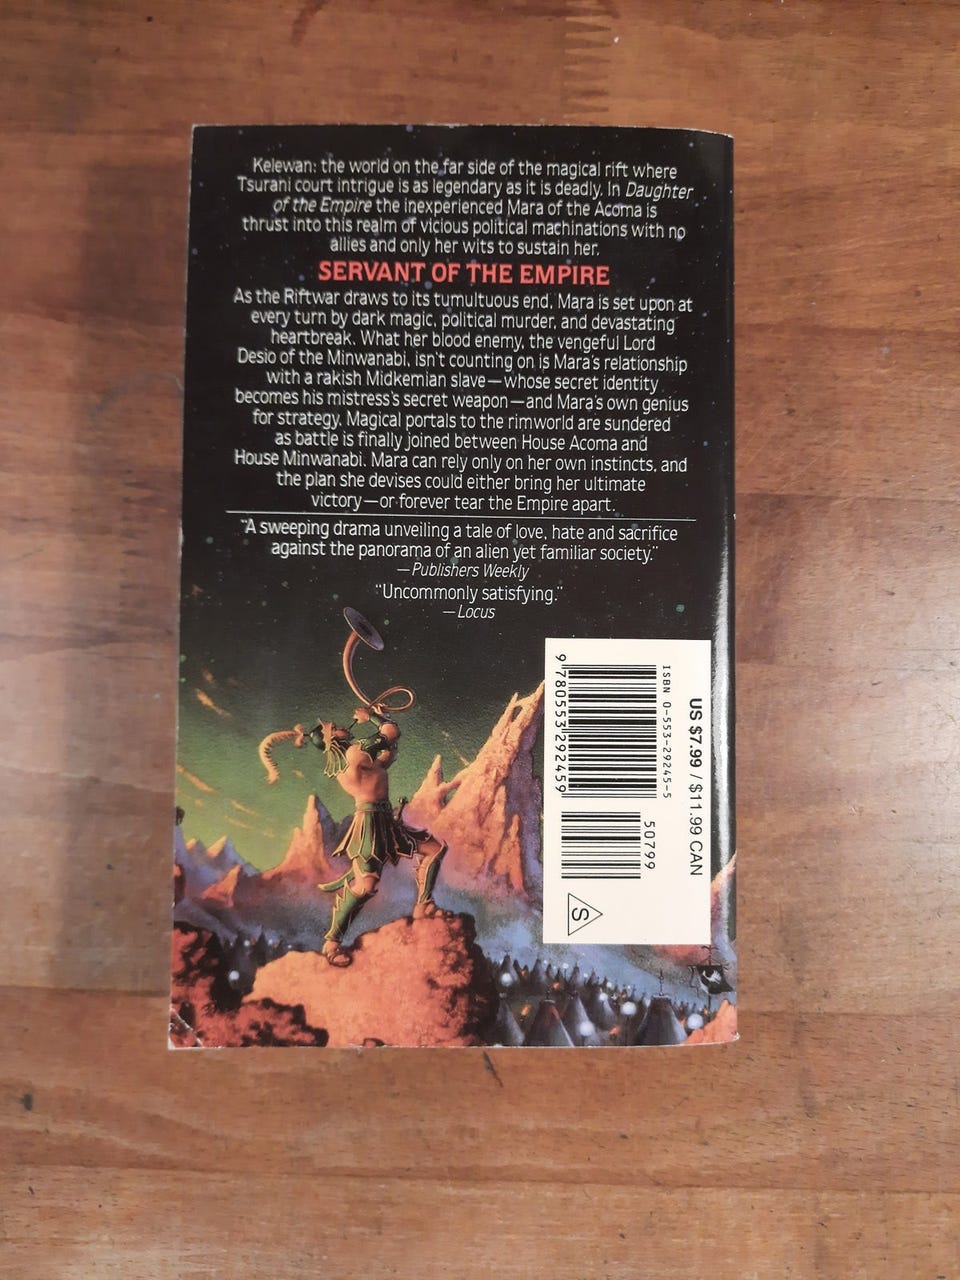 Kelewan: the world on the far side of the magical rift where
Tsurani court intrigue is as legendary as it is deadly. In Daughter
of the Empire the inexperienced Mara of the Acoma is
thrust into this realm of vicious political machinations with no
allies and only her wits to sustain her.
SERVANT OF THE EMPIRE
As the Riftwar draws to its tumultuous end, Mara is set upon at
every turn by dark magic, political murder, and devastating
heartbreak. What her blood enemy, the vengeful Lord
Desio of the Minwanabi, isn't counting on is Mara's relationship
with a rakish Midkemian slave—whose secret identity
becomes his mistress's secret weapon—and Mara's own genius
for strategy. Magical portals to the rimworld are sundered
as battle is finally joined between House Acoma and
House Minwanabi. Mara can rely only on her own instincts, and
the plan she devises could either bring her ultimate
victory—or forever tear the Empire apart.
"A sweeping drama unveiling a tale of love, hate and sacrifice
against the panorama of an alien yet familiar society."
—Publishers Weekly
"Uncommonly satisfying."
—Locus
US $7.99 / $11.99 CAN
ISBN 0-553-29245-5
9 780553 292459
50799
S